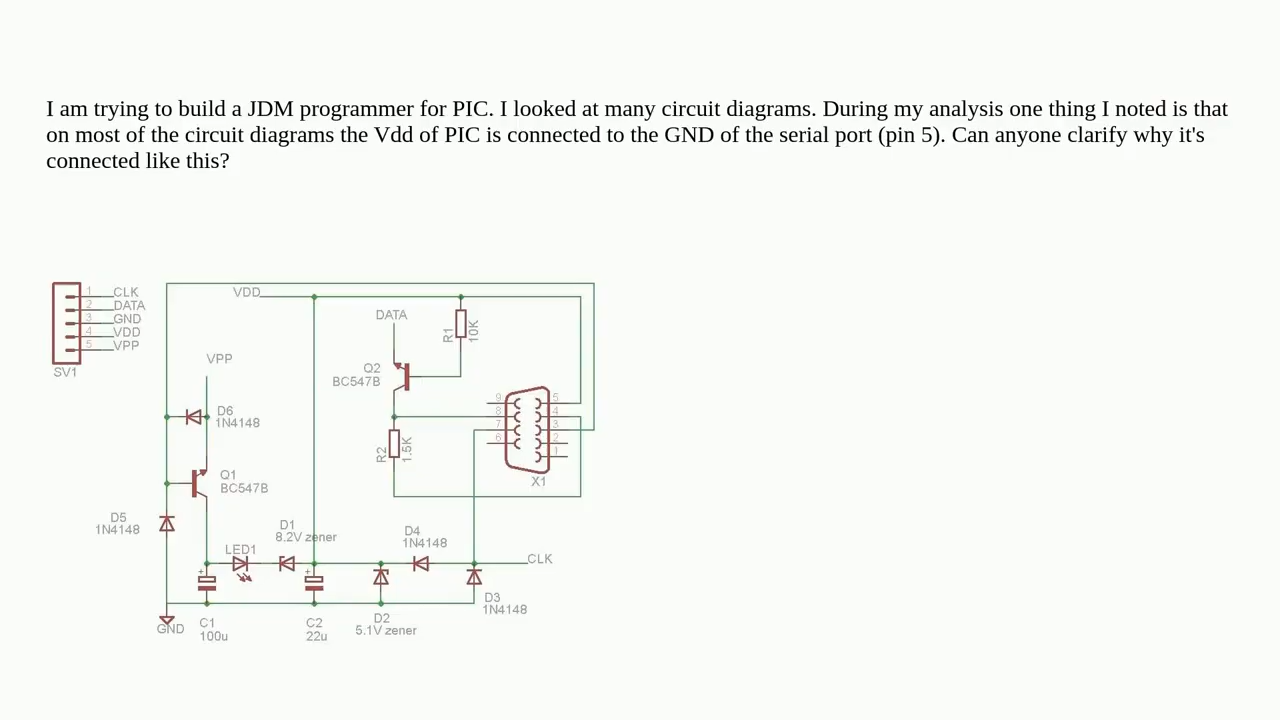 I am trying to build a JDM programmer for PIC. I looked at many circuit diagrams. During my analysis one thing I noted is that
on most of the circuit diagrams the Vdd of PIC is connected to the GND of the serial port (pin 5). Can anyone clarify why it's
connected like this?
1 CLK
2 DATA
3 GND
4 VDD
5 VPP
SV1
VDD
DATA
R1
10K
VPP
Q2
BC547B
D6
1N4148
9
8
7
6
5
4
3
2
1
X1
R2
1.5K
Q1
BC547B
D5
1N4148
D1
8.2V zener
LED1
D4
1N4148
CLK
+
+
D3
1N4148
GND
C1
100u
C2
22u
D2
5.1V zener